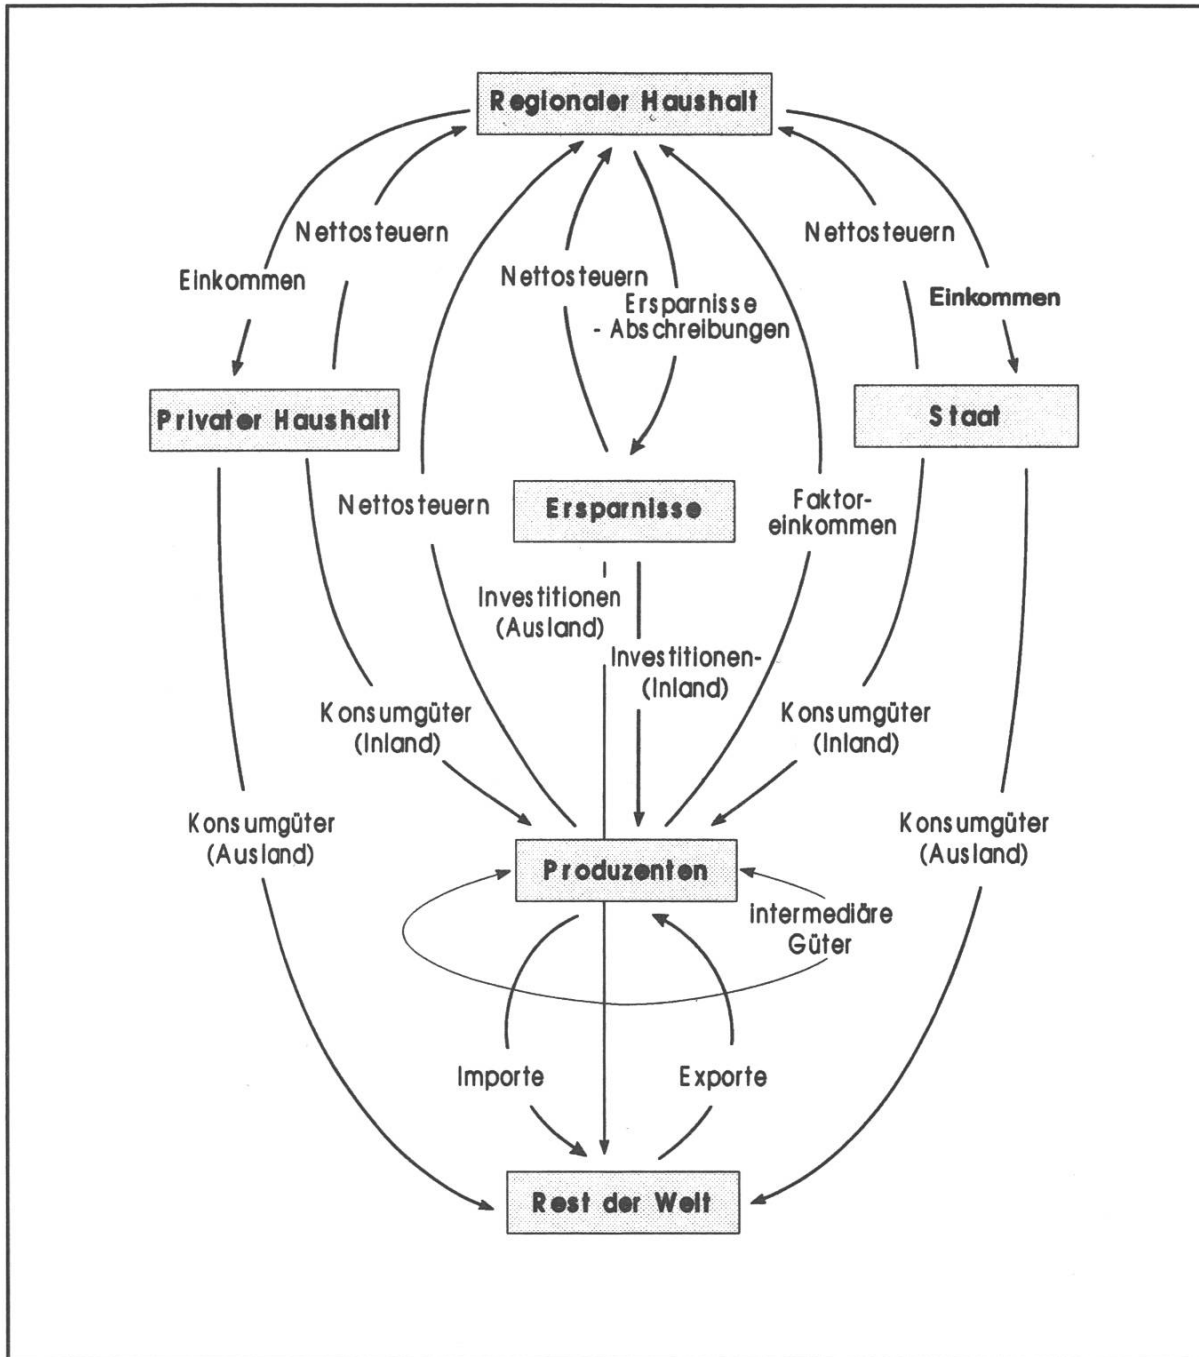 Regionaler Haushalt
Nettosteuern
Nettosteuern
Einkommen
Nettosteuern
Ersparnisse
- Abschreibungen
Einkommen
Privater Haushalt
Staat
Nettosteuern
Ersparnisse
Faktor-
einkommen
Investitionen
(Ausland)
Investitionen-
(Inland)
Konsumgüter
(Inland)
Konsumgüter
(Inland)
Konsumgüter
(Ausland)
Konsumgüter
(Ausland)
Produzenten
intermediäre
Güter
Importe
Exporte
Rest der Welt